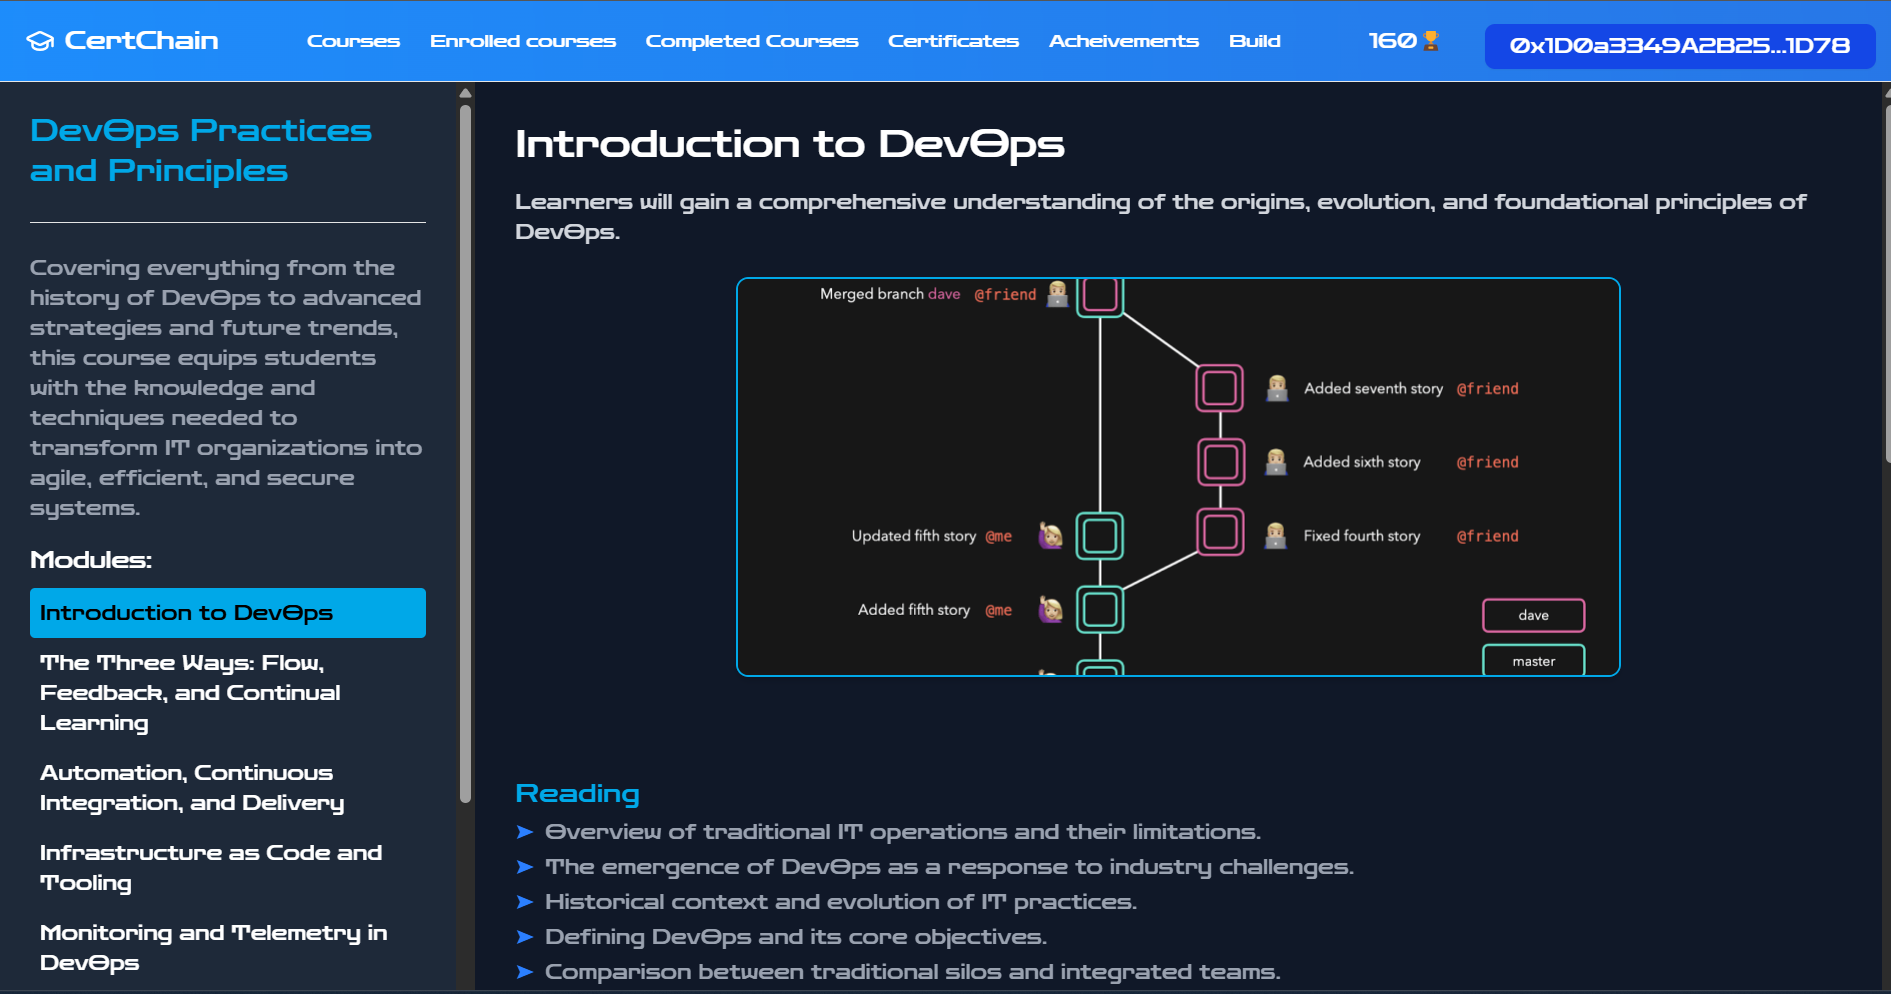 CertChain
Courses
Enrolled courses
Completed Courses
Certificates
Acheivements
Build
160
0x1D0a3349A2B25...1D78
DevOps Practices
and Principles
Covering everything from the
history of DevOps to advanced
strategies and future trends,
this course equips students
with the knowledge and
techniques needed to
transform IT organizations into
agile, efficient, and secure
systems.
Modules:
Introduction to DevOps
The Three Ways: Flow,
Feedback, and Continual
Learning
Automation, Continuous
Integration, and Delivery
Infrastructure as Code and
Tooling
Monitoring and Telemetry in
DevOps
Introduction to DevOps
Learners will gain a comprehensive understanding of the origins, evolution, and foundational principles of
DevOps.
Merged branch dave @friend
Added seventh story @friend
Added sixth story @friend
Updated fifth story @me
Fixed fourth story @friend
Added fifth story @me
dave
master
Reading
➤ Overview of traditional IT operations and their limitations.
➤ The emergence of DevOps as a response to industry challenges.
➤ Historical context and evolution of IT practices.
➤ Defining DevOps and its core objectives.
➤ Comparison between traditional silos and integrated teams.